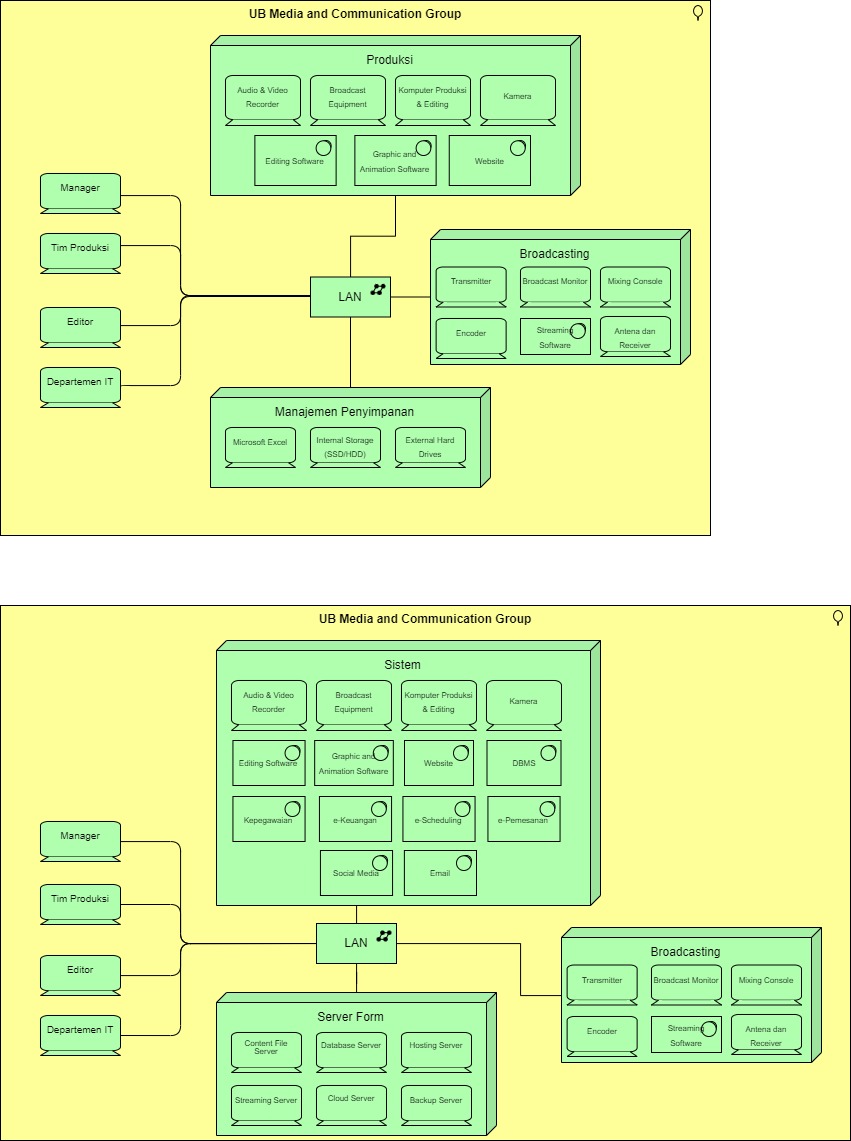 UB Media and Communication Group
Produksi
Audio & Video
Recorder
Broadcast
Equipment
Komputer Produksi
& Editing
Kamera
Editing Software
Graphic and
Animation Software
Website
Manager
Tim Produksi
Editor
Departemen IT
LAN
Broadcasting
Transmitter
Broadcast Monitor
Mixing Console
Encoder
Streaming
Software
Antena dan
Receiver
Manajemen Penyimpanan
Microsoft Excel
Internal Storage
(SSD/HDD)
External Hard
Drives
UB Media and Communication Group
Sistem
Audio & Video
Recorder
Broadcast
Equipment
Komputer Produksi
& Editing
Kamera
Editing Software
Graphic and
Animation Software
Website
DBMS
Kepegawaian
e-Keuangan
e-Scheduling
e-Pemesanan
Social Media
Email
Manager
Tim Produksi
Editor
Departemen IT
LAN
Broadcasting
Transmitter
Broadcast Monitor
Mixing Console
Encoder
Streaming
Software
Antena dan
Receiver
Server Form
Content File
Server
Database Server
Hosting Server
Streaming Server
Cloud Server
Backup Server